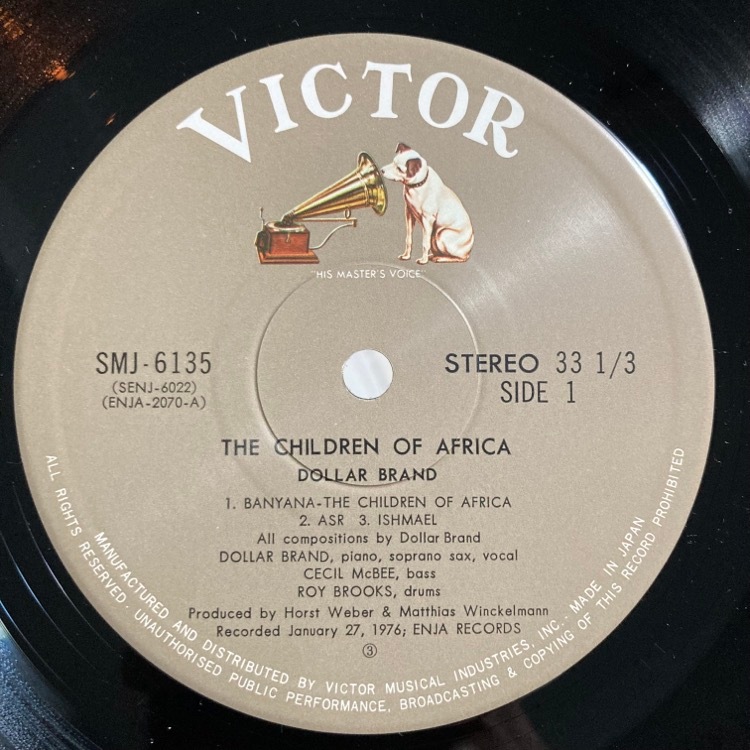 VICTOR
"HIS MASTER'S VOICE"
SMJ-6135
(SENJ-6022)
(ENJA-2070-A)
STEREO 33 1/3
SIDE 1
THE CHILDREN OF AFRICA
DOLLAR BRAND
1. BANYANA-THE CHILDREN OF AFRICA
2. ASR 3. ISHMAEL
All compositions by Dollar Brand
DOLLAR BRAND, piano, soprano sax, vocal
CECIL McBEE, bass
ROY BROOKS, drums
Produced by Horst Weber & Matthias Winckelmann
Recorded January 27, 1976; ENJA RECORDS
③
MANUFACTURED AND DISTRIBUTED BY VICTOR MUSICAL INDUSTRIES, INC.· MADE IN JAPAN
ALL RIGHTS RESERVED· UNAUTHORISED PUBLIC PERFORMANCE, BROADCASTING & COPYING OF THIS RECORD PROHIBITED